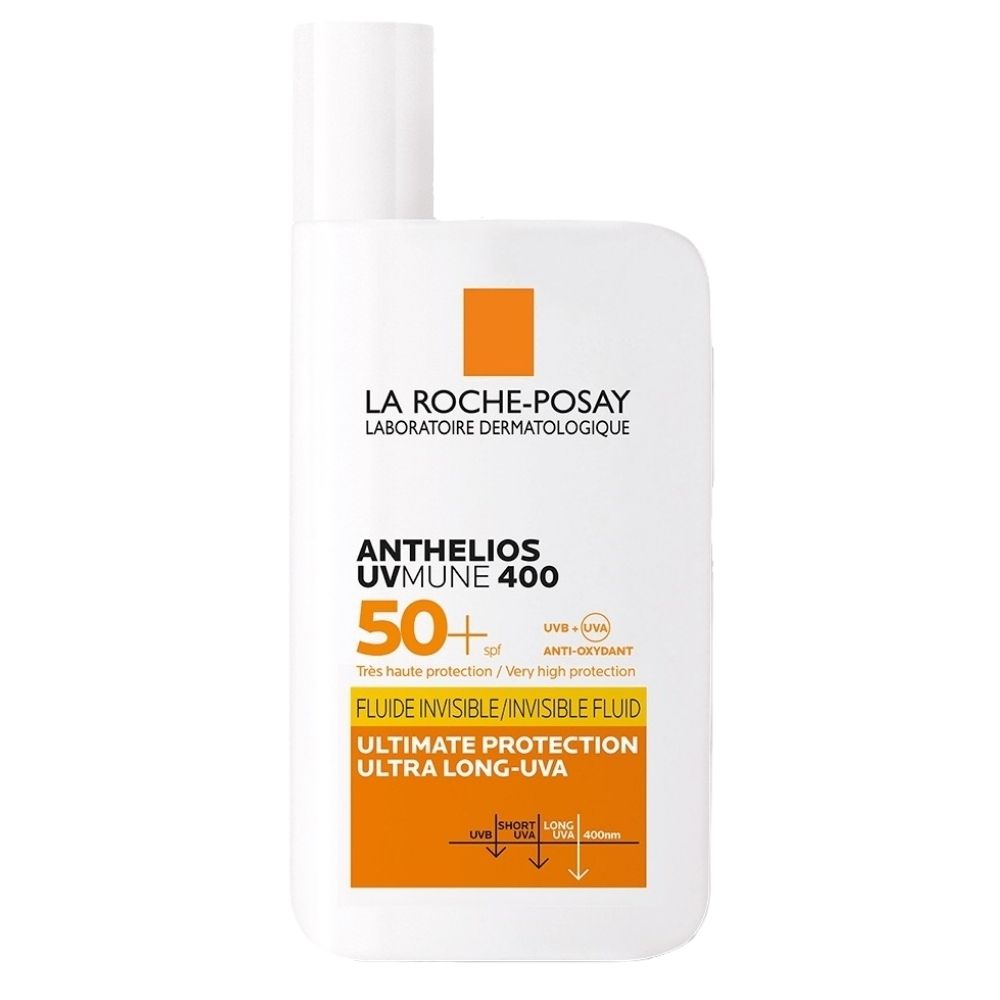 LA ROCHE-POSAY
LABORATOIRE DERMATOLOGIQUE
ANTHELIOS
UVMUNE 400
50+ spf
UVB + UVA
ANTI-OXYDANT
Très haute protection / Very high protection
FLUIDE INVISIBLE/INVISIBLE FLUID
ULTIMATE PROTECTION
ULTRA LONG-UVA
UVB
SHORT
UVA
LONG
UVA
400nm